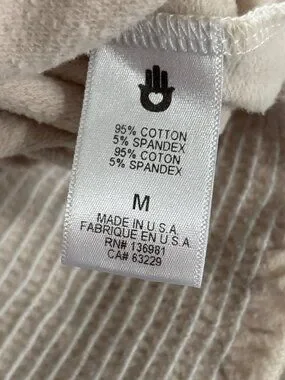 95% COTTON
5% SPANDEX
95% COTON
5% SPANDEX
M
MADE IN U.S.A
FABRIQUE EN U.S.A
RN# 136981
CA# 63229